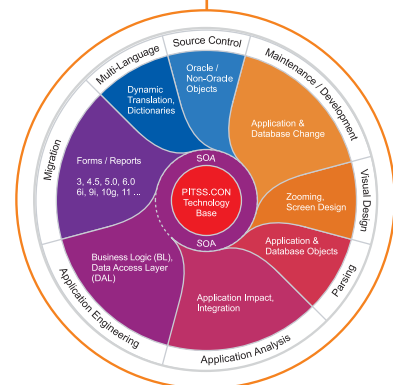 Source Control
Multi-Language
Maintenance / Development
Oracle /
Non-Oracle
Objects
Dynamic
Translation,
Dictionaries
Application &
Database Change
Migration
Forms / Reports
3, 4.5, 5.0, 6.0
6i, 9i, 10g, 11 ...
SOA
PITSS.CON
Technology
Base
SOA
Visual Design
Zooming,
Screen Design
Application &
Database Objects
Parsing
Business Logic (BL),
Data Access Layer
(DAL)
Application Impact,
Integration
Application Engineering
Application Analysis